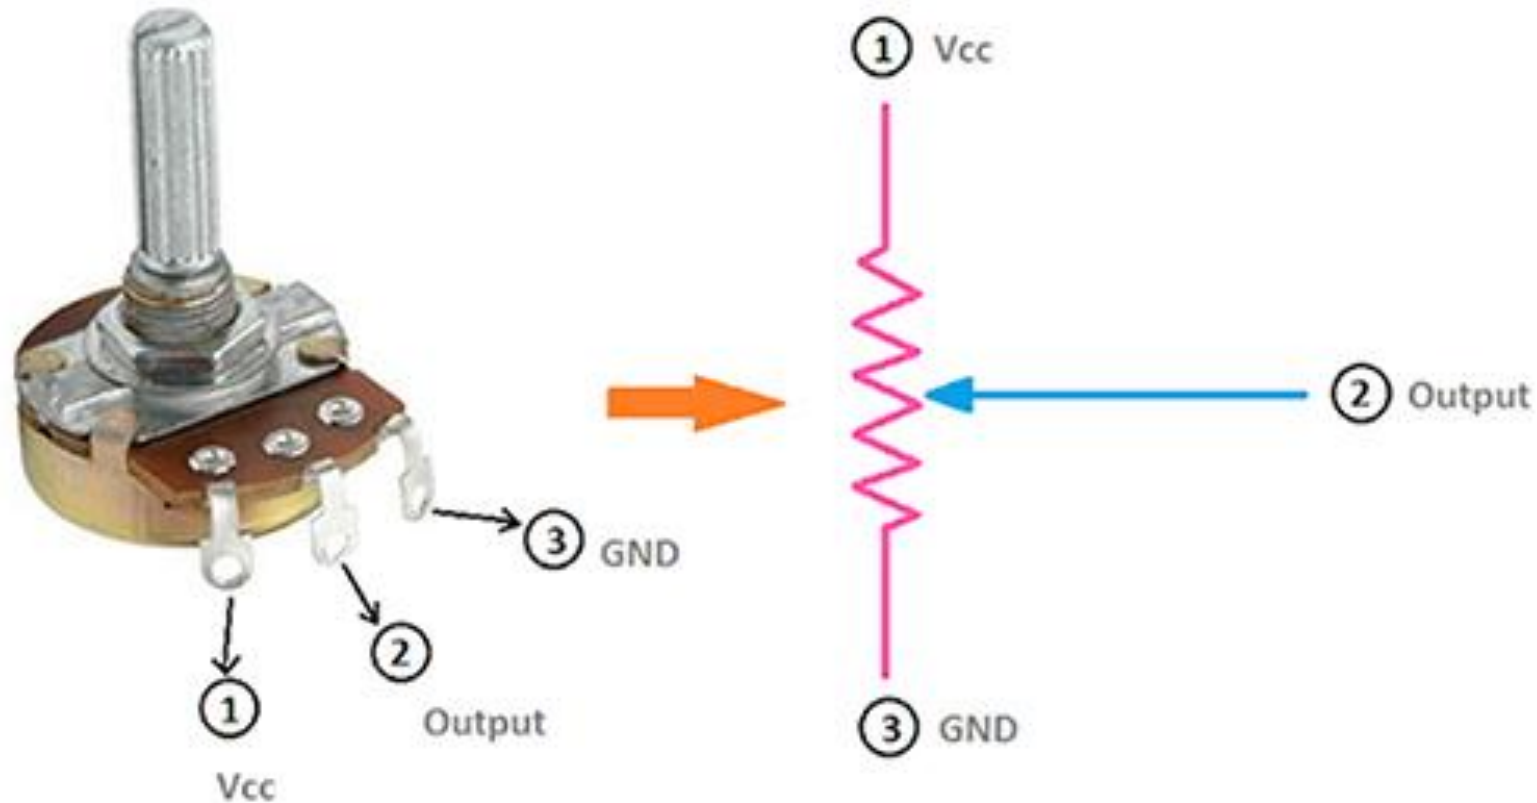 1 Vcc
2 Output
3 GND
3 GND
2
Output
1
Vcc